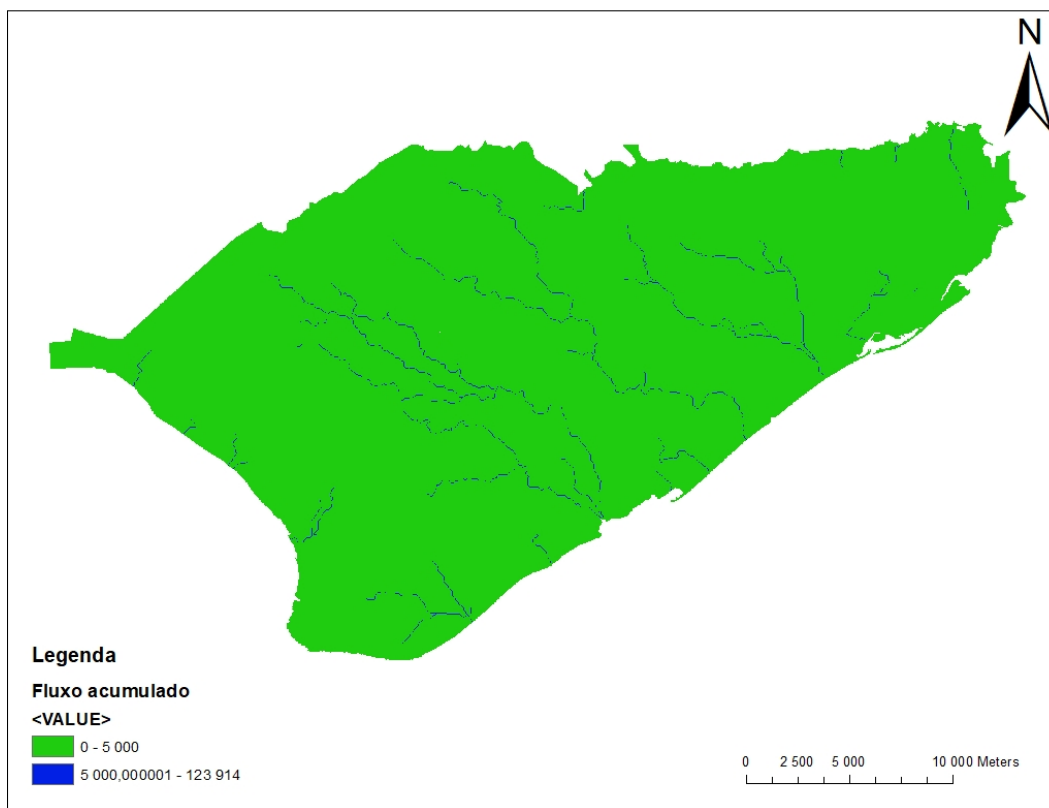 N
Legenda
Fluxo acumulado
<VALUE>
0 - 5 000
5 000,000001 - 123 914
0 2 500 5 000 10 000 Meters